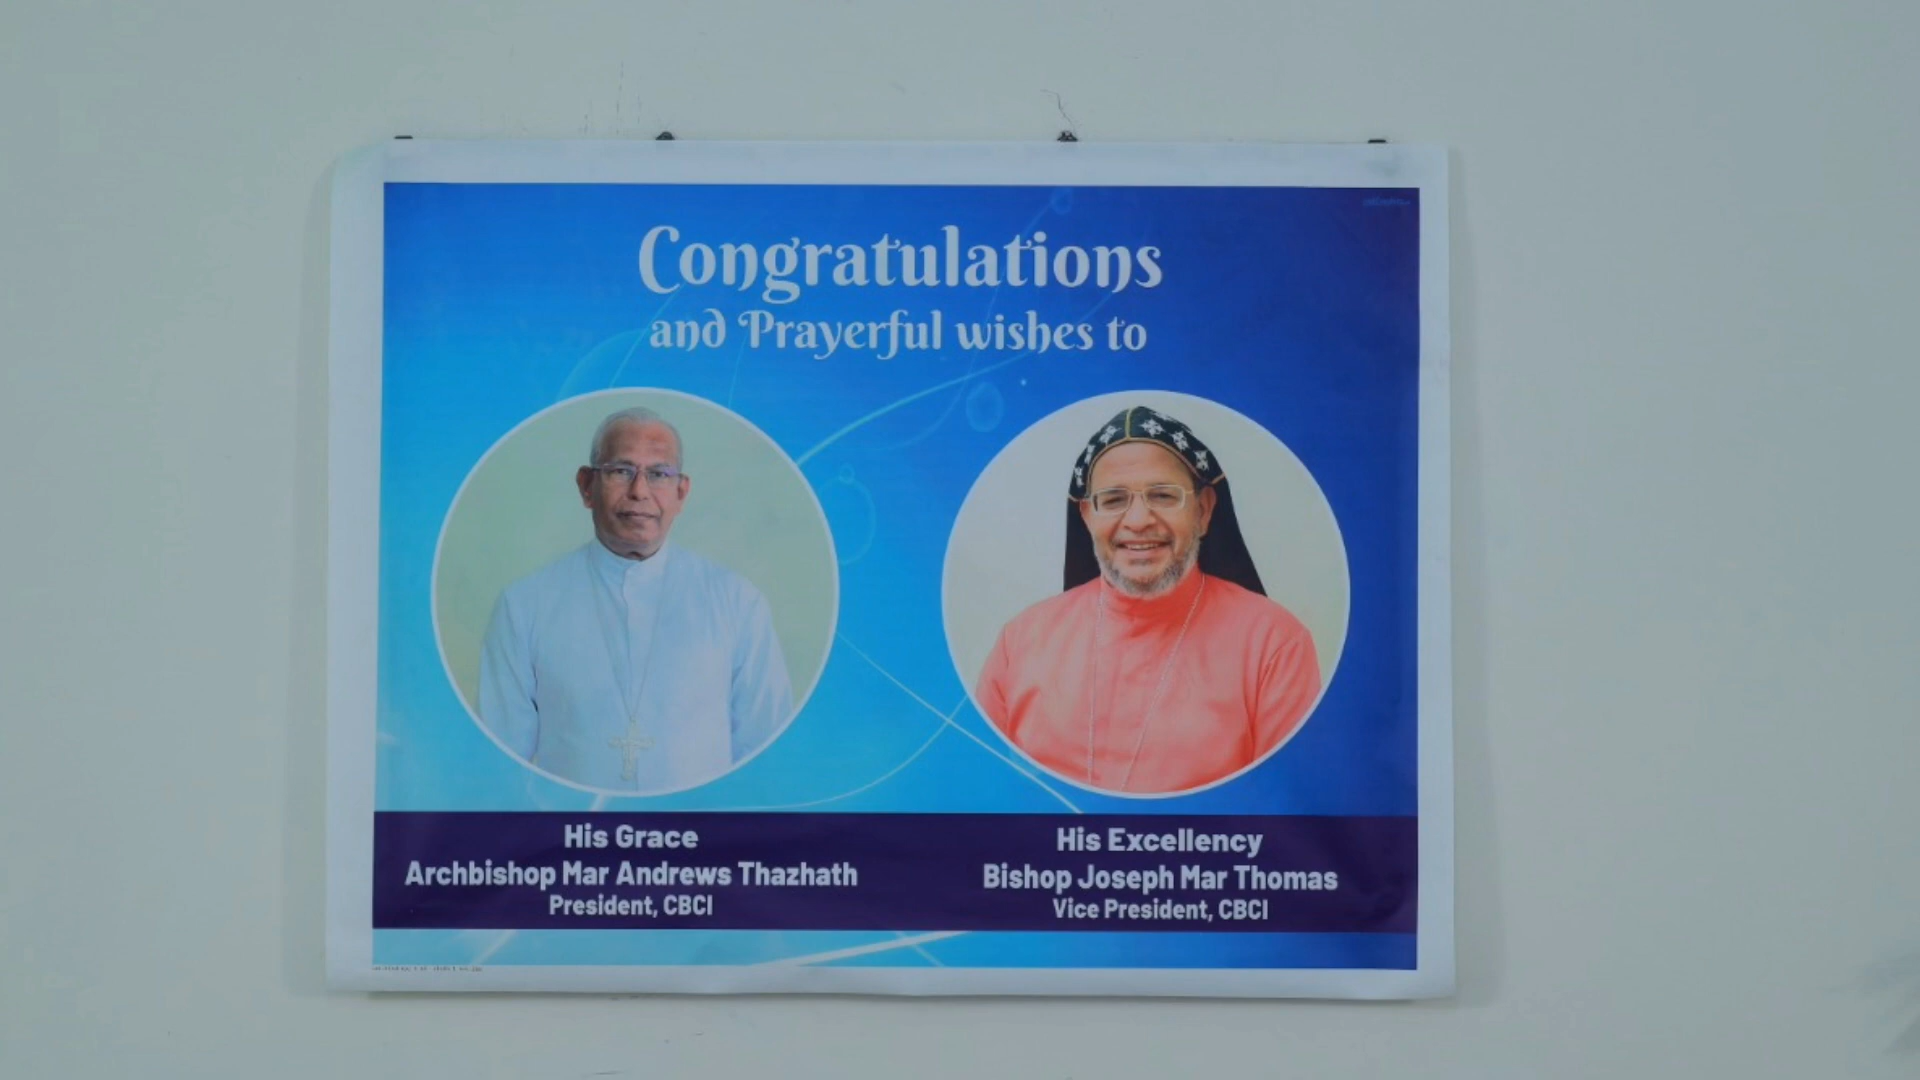 Congratulations
and Prayerful wishes to
His Grace
Archbishop Mar Andrews Thazhath
President, CBCI
His Excellency
Bishop Joseph Mar Thomas
Vice President, CBCI